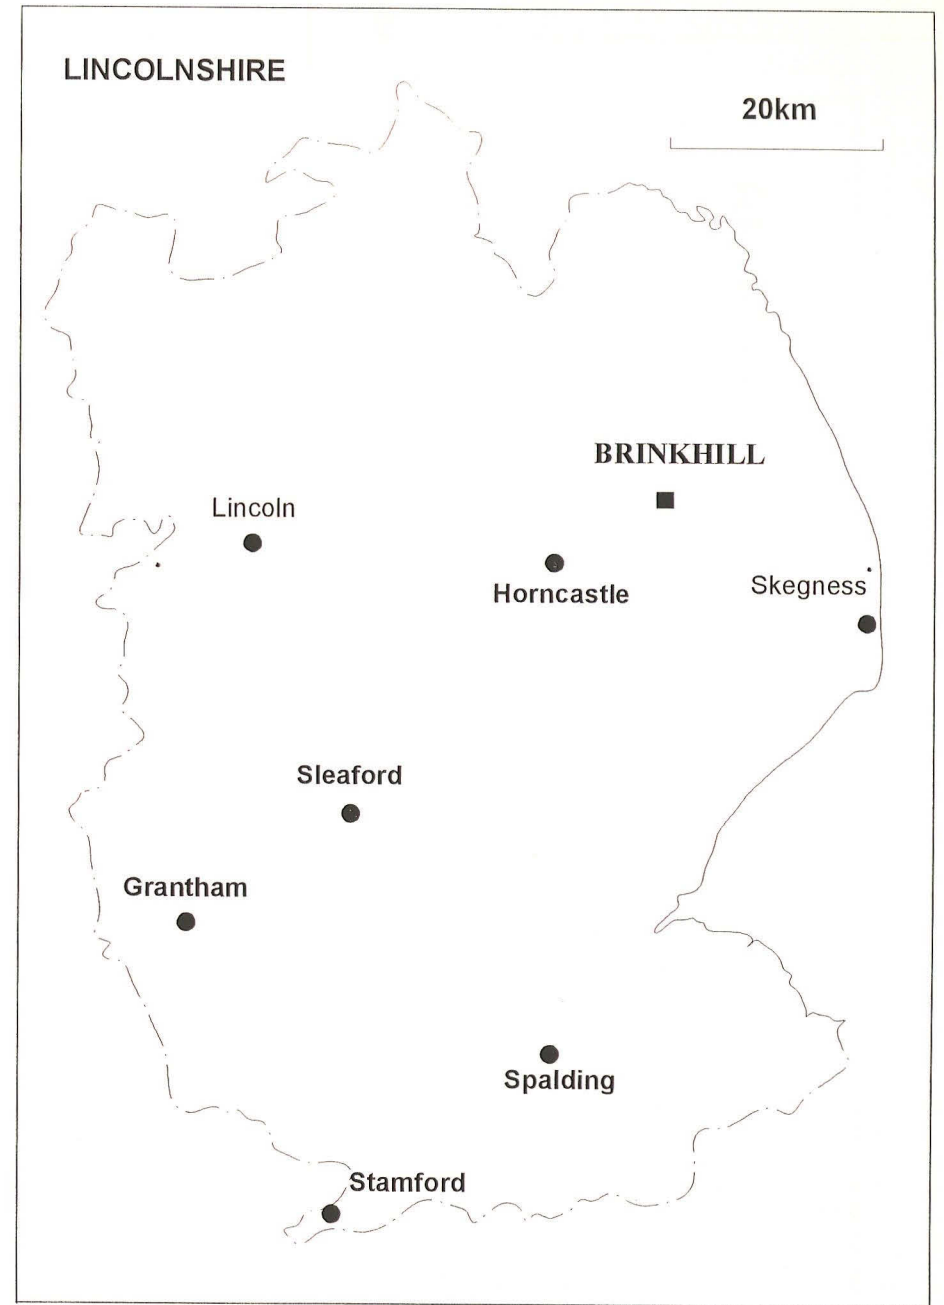 LINCOLNSHIRE
20km
BRINKHILL
Lincoln
Horncastle
Skegness
Sleaford
Grantham
Spalding
Stamford